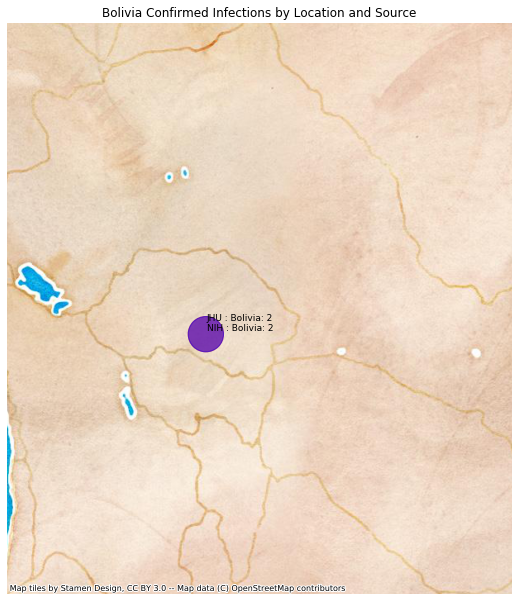 Bolivia Confirmed Infections by Location and Source
JHU : Bolivia: 2
NIH : Bolivia: 2
Map tiles by Stamen Design, CC BY 3.0 -- Map data (C) OpenStreetMap contributors